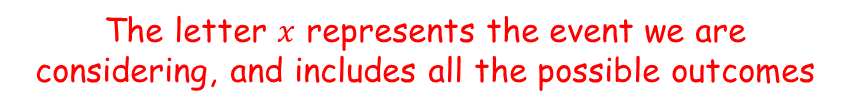 The letter 𝑥 represents the event we are
considering, and includes all the possible outcomes